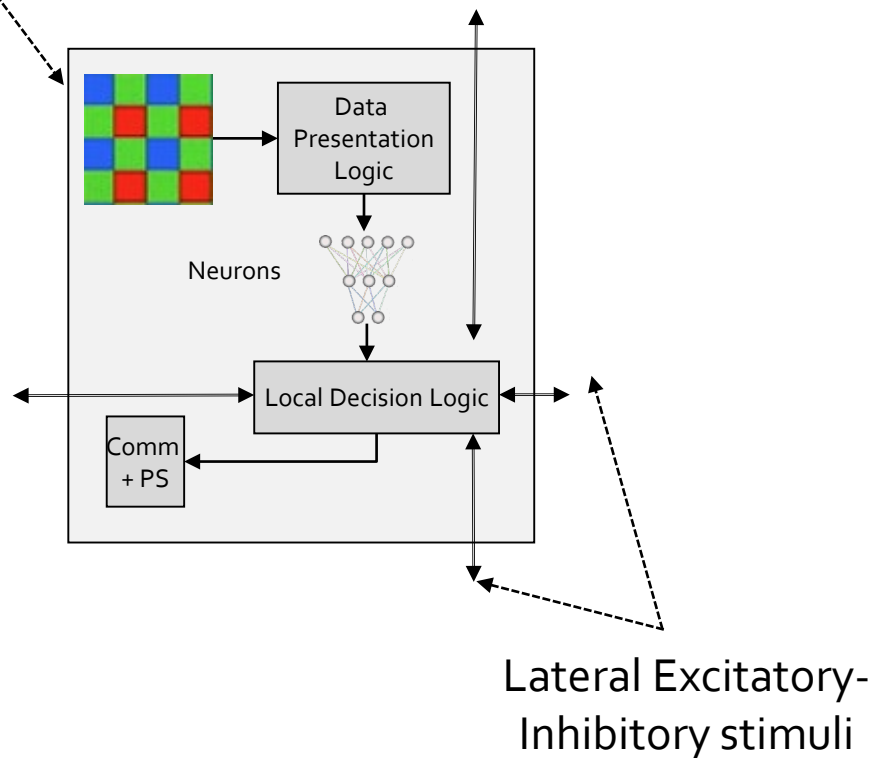 Data
Presentation
Logic
Neurons
Local Decision Logic
Comm
+ PS
Lateral Excitatory-
Inhibitory stimuli